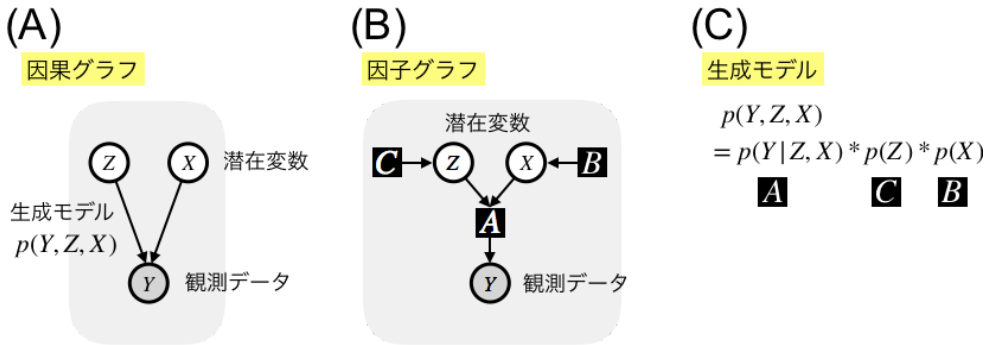 (A)
因果グラフ
Z
X
潜在変数
生成モデル
p(Y, Z, X)
Y
観測データ
(B)
因子グラフ
潜在変数
C
Z
X
B
A
Y
観測データ
(C)
生成モデル
p(Y, Z, X)
= p(Y | Z, X) * p(Z) * p(X)
A C B